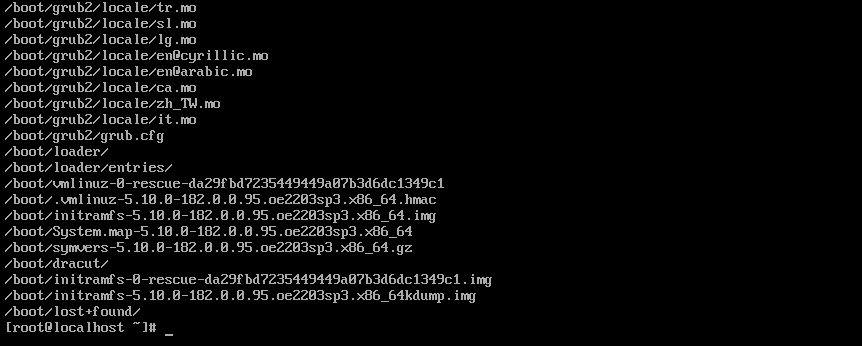 /boot/grub2/locale/tr.mo
/boot/grub2/locale/sl.mo
/boot/grub2/locale/lg.mo
/boot/grub2/locale/en@cyrillic.mo
/boot/grub2/locale/en@arabic.mo
/boot/grub2/locale/ca.mo
/boot/grub2/locale/zh_TW.mo
/boot/grub2/locale/it.mo
/boot/grub2/grub.cfg
/boot/loader/
/boot/loader/entries/
/boot/vmlinuz-0-rescue-da29fbd7235449449a07b3d6dc1349c1
/boot/.vmlinuz-5.10.0-182.0.0.95.oe2203sp3.x86_64.hmac
/boot/initramfs-5.10.0-182.0.0.95.oe2203sp3.x86_64.img
/boot/System.map-5.10.0-182.0.0.95.oe2203sp3.x86_64
/boot/symvers-5.10.0-182.0.0.95.oe2203sp3.x86_64.gz
/boot/dracut/
/boot/initramfs-0-rescue-da29fbd7235449449a07b3d6dc1349c1.img
/boot/initramfs-5.10.0-182.0.0.95.oe2203sp3.x86_64kdump.img
/boot/lost+found/
[root@localhost ~]# _